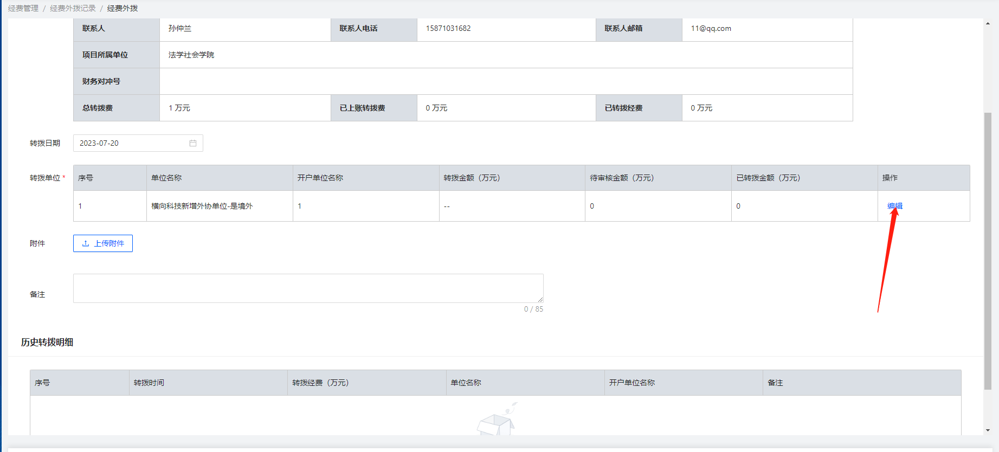 经费管理 / 经费外拨记录 / 经费外拨
联系人 孙仲兰 联系人电话 15871031682 联系人邮箱 11@qq.com
项目所属单位 法学社会学院
财务对冲号
总转拨费 1 万元 已上账转拨费 0 万元 已转拨经费 0 万元
转拨日期 2023-07-20
转拨单位 * 序号 单位名称 开户单位名称 转拨金额（万元） 待审核金额（万元） 已转拨金额（万元） 操作
1 横向科技新增外协单位-是境外 1 -- 0 0 编辑
附件 上传附件
备注
0 / 85
历史转拨明细
序号 转拨时间 转拨经费（万元） 单位名称 开户单位名称 备注